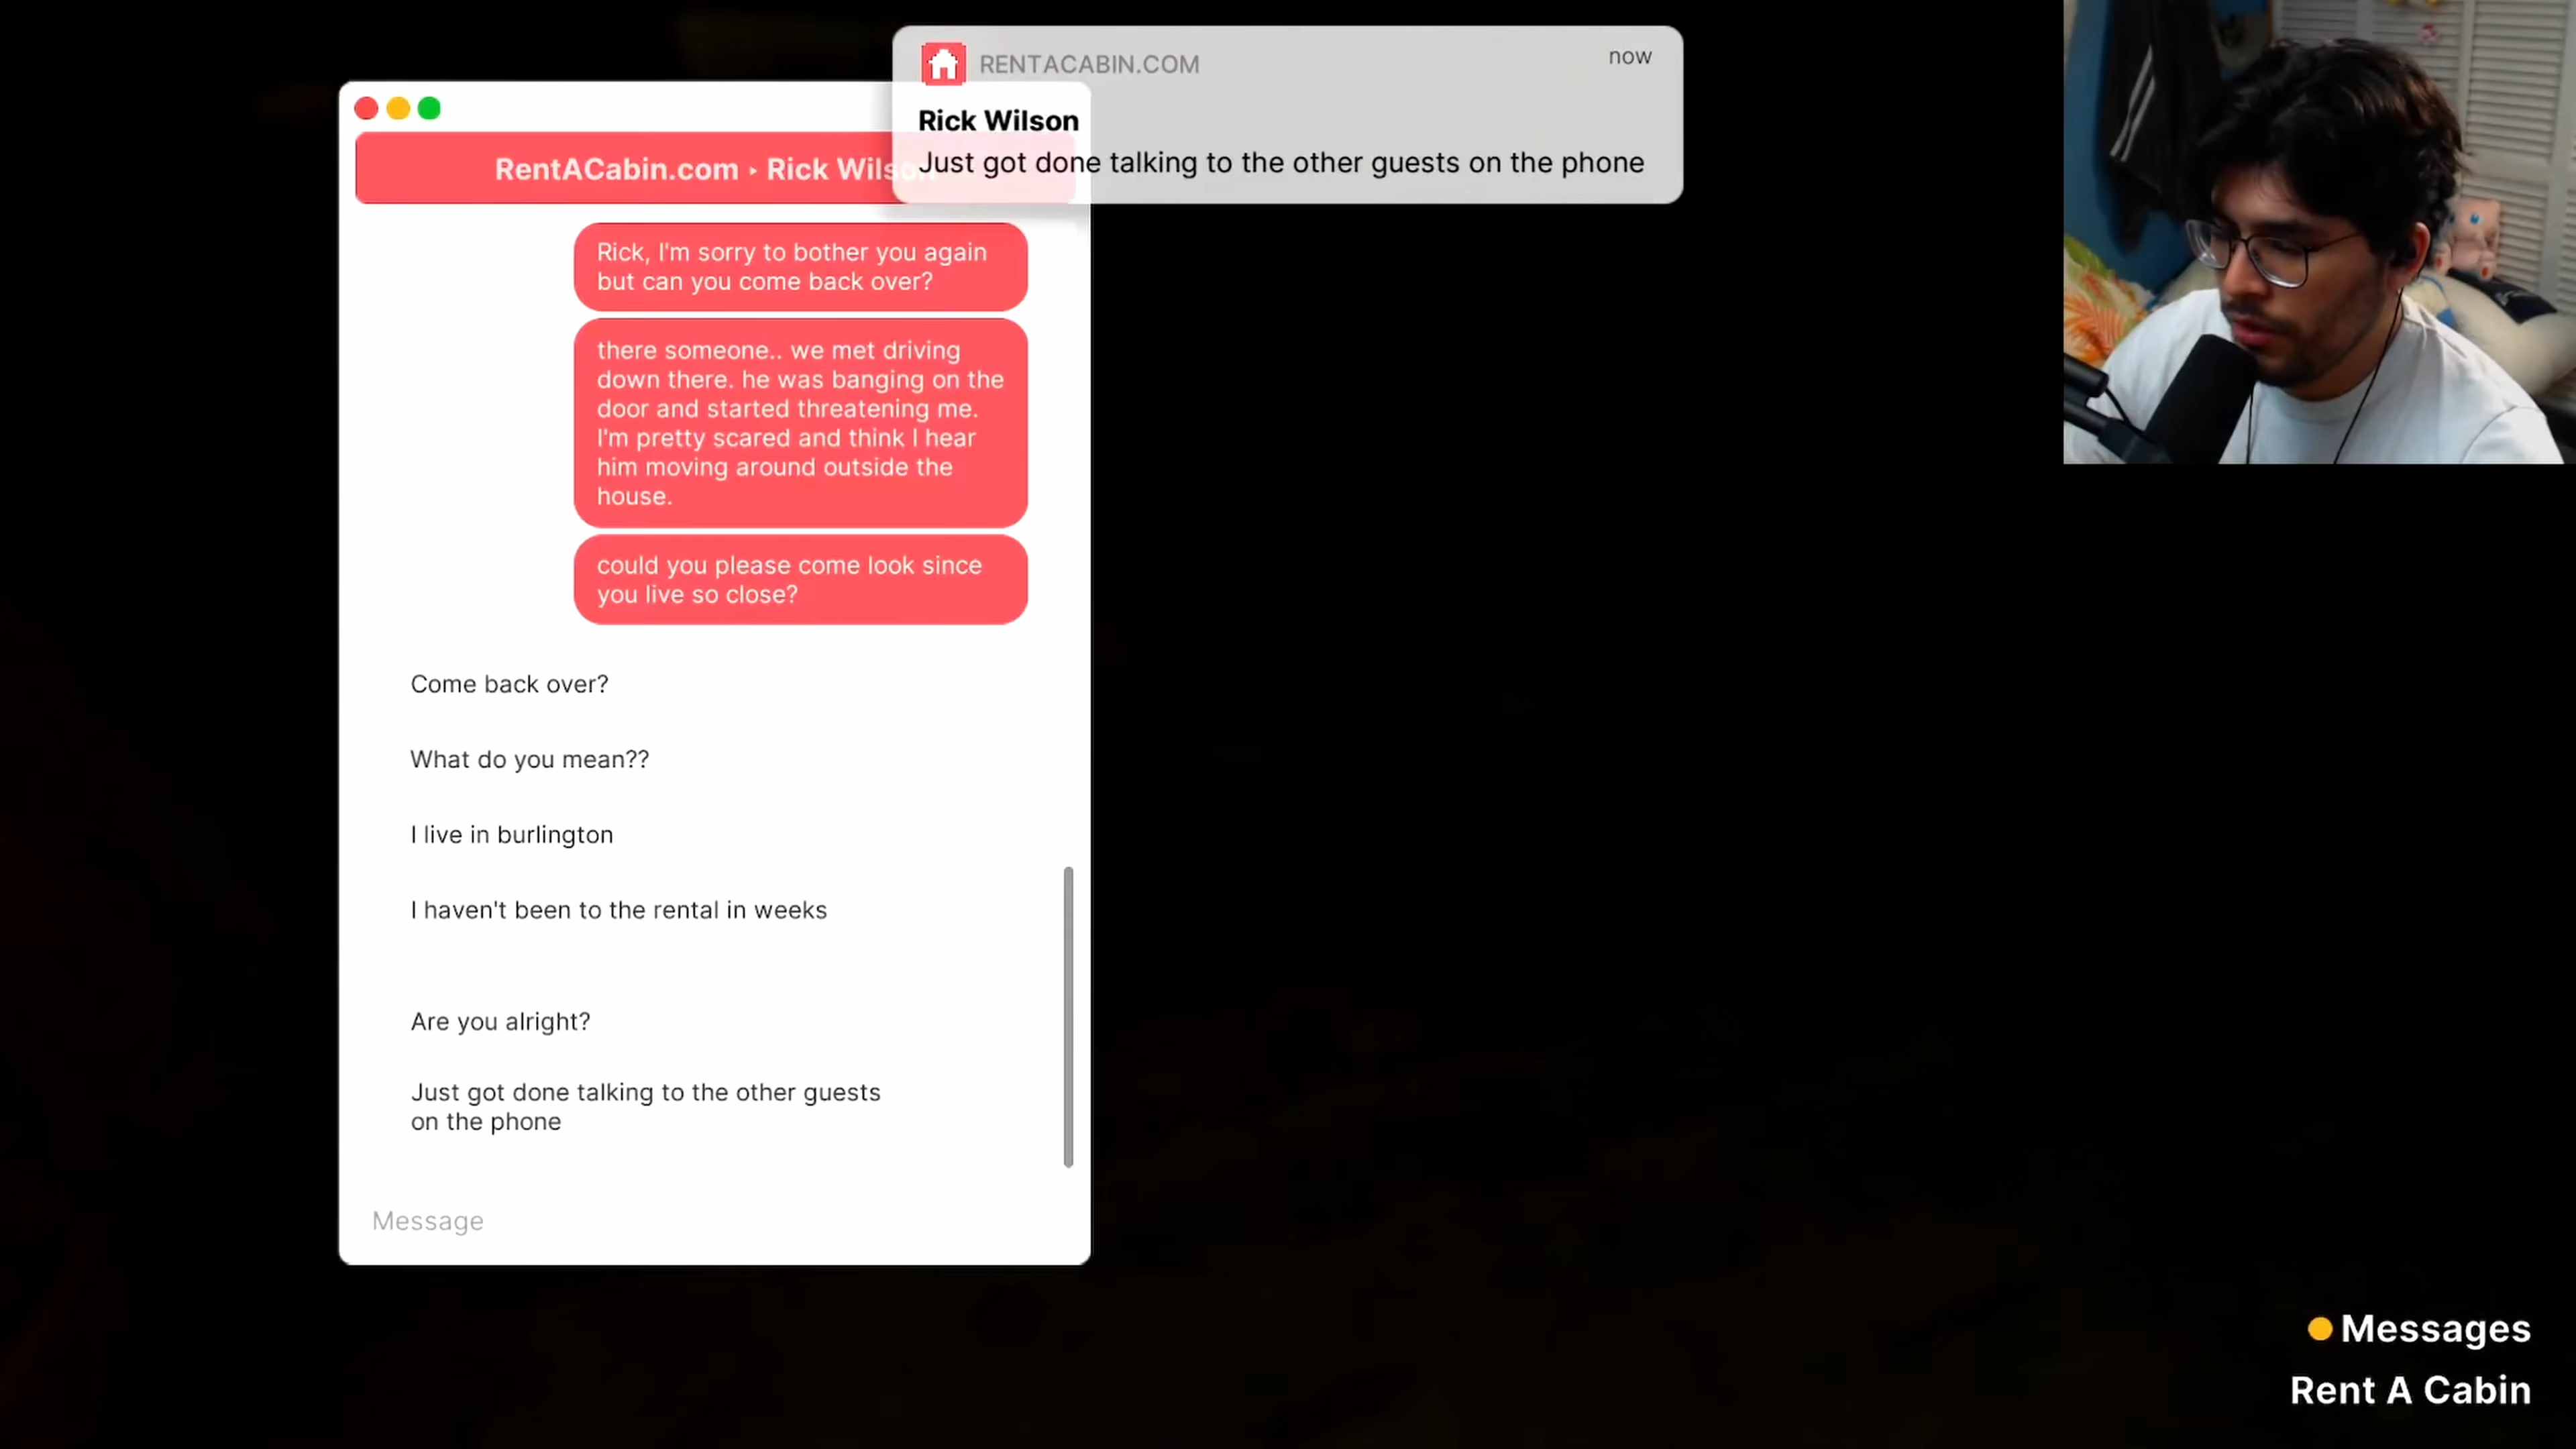 RENTACABIN.COM
now
Rick Wilson
Just got done talking to the other guests on the phone
RentACabin.com ‣ Rick Wilson
Rick, I'm sorry to bother you again
but can you come back over?
there someone.. we met driving
down there. he was banging on the
door and started threatening me.
I'm pretty scared and think I hear
him moving around outside the
house.
could you please come look since
you live so close?
Come back over?
What do you mean??
I live in burlington
I haven't been to the rental in weeks
Are you alright?
Just got done talking to the other guests
on the phone
Message
Messages
Rent A Cabin